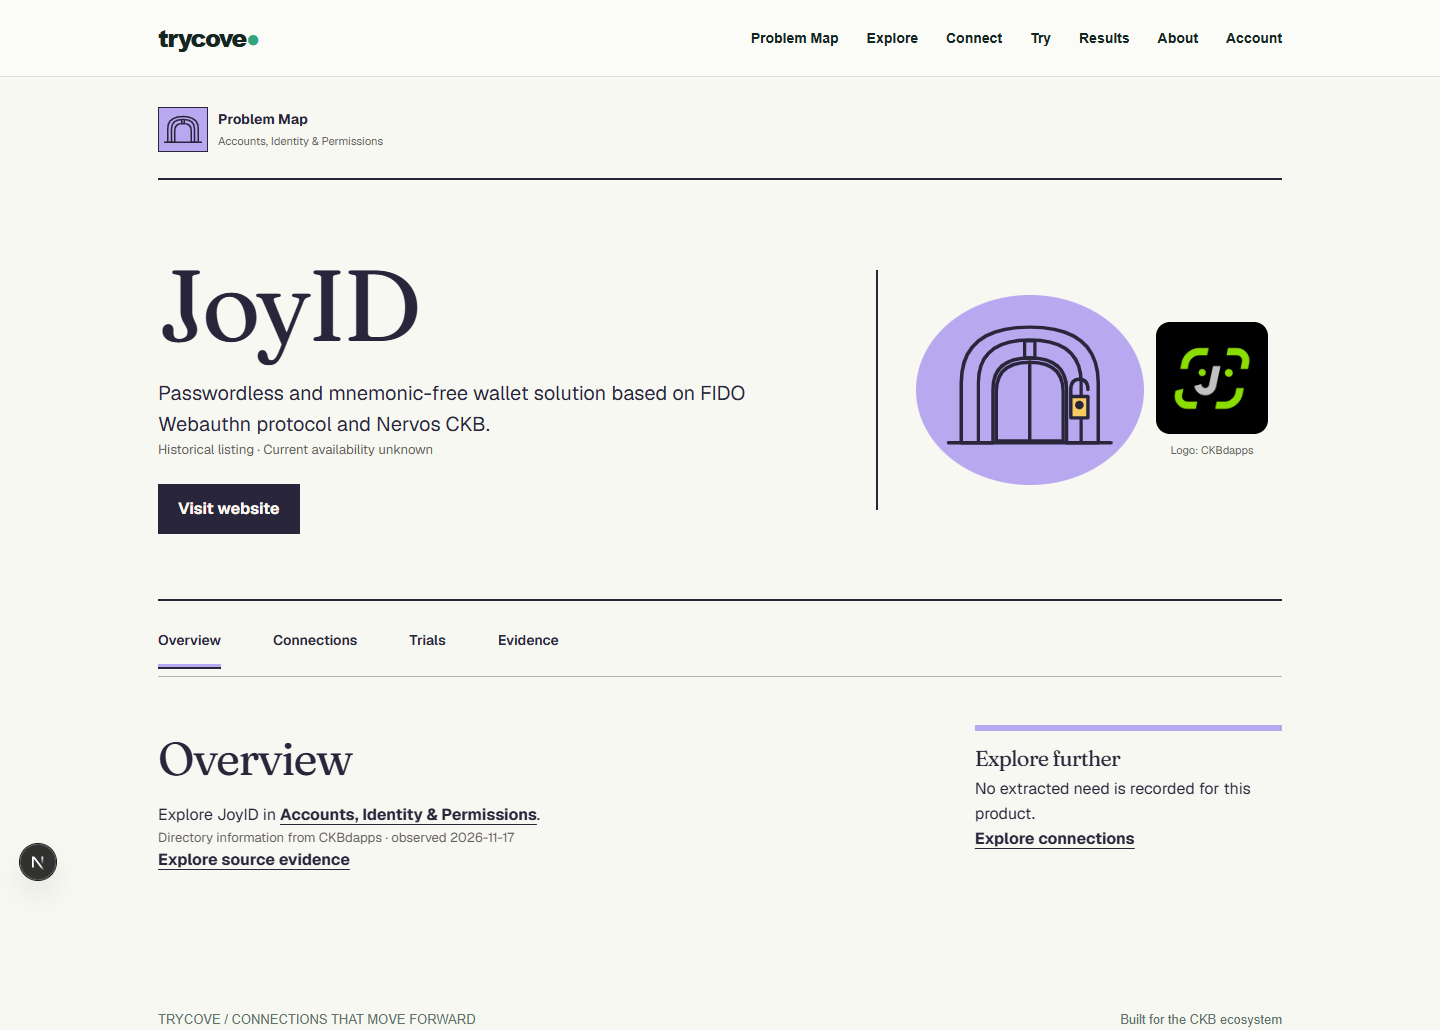 trycove
Problem Map Explore Connect Try Results About Account
Problem Map
Accounts, Identity & Permissions
JoyID
Passwordless and mnemonic-free wallet solution based on FIDO
Webauthn protocol and Nervos CKB.
Historical listing · Current availability unknown
Visit website
J
Logo: CKBdapps
Overview Connections Trials Evidence
Overview
Explore JoyID in Accounts, Identity & Permissions.
Directory information from CKBdapps · observed 2026-11-17
Explore source evidence
Explore further
No extracted need is recorded for this
product.
Explore connections
N
TRYCOVE / CONNECTIONS THAT MOVE FORWARD
Built for the CKB ecosystem